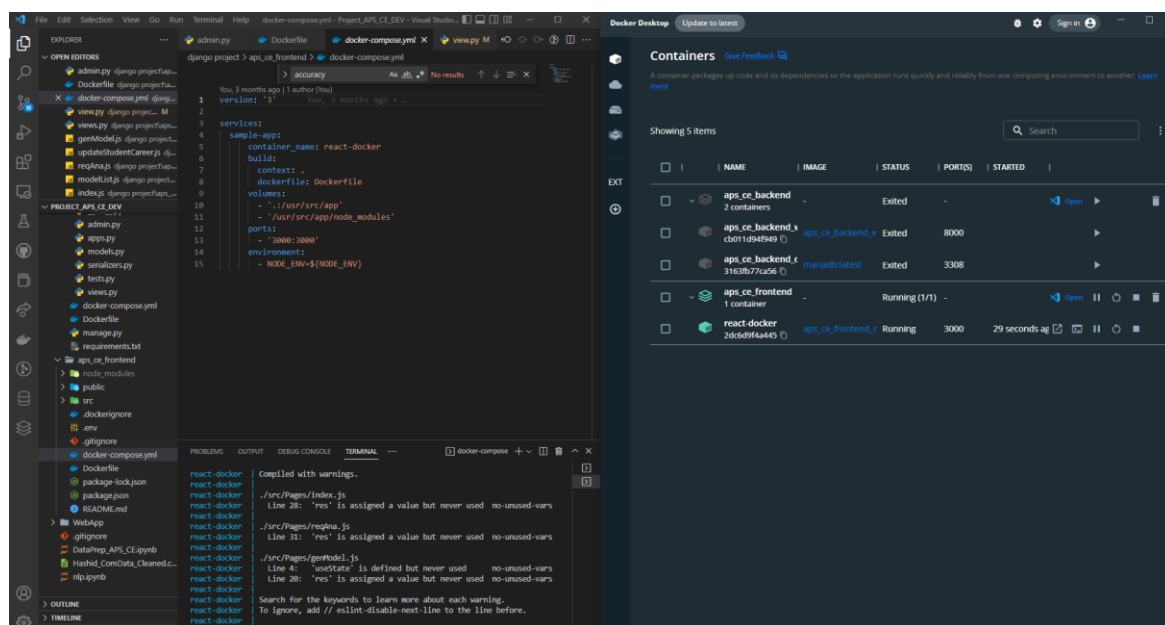 File Edit Selection View Go Run Terminal Help docker-compose.yml - Project_APS_CE_DEV - Visual Studio...
EXPLORER
OPEN EDITORS
admin.py django project\ap...
Dockerfile django project\a...
docker-compose.yml djang...
view.py django projec... M
views.py django project\aps...
genModel.js django project...
updateStudentCareer.js dj...
reqAna.js django project\ap...
modelList.js django project...
index.js django project\aps_...
PROJECT_APS_CE_DEV
admin.py
apps.py
models.py
serializers.py
tests.py
views.py
docker-compose.yml
Dockerfile
manage.py
requirements.txt
aps_ce_frontend
node_modules
public
src
.dockerignore
.env
.gitignore
docker-compose.yml
Dockerfile
package-lock.json
package.json
README.md
WebApp
.gitignore
DataPrep_APS_CE.ipynb
Hashid_ComData_Cleaned.c...
nlp.ipynb
OUTLINE
TIMELINE
admin.py Dockerfile docker-compose.yml view.py M
django project > aps_ce_frontend > docker-compose.yml
accuracy Aa ab No results
You, 3 months ago | 1 author (You)
1 version: '3' You, 3 months ago • …
2
3 services:
4 sample-app:
5 container_name: react-docker
6 build:
7 context: .
8 dockerfile: Dockerfile
9 volumes:
10 - '.:/usr/src/app'
11 - '/usr/src/app/node_modules'
12 ports:
13 - '3000:3000'
14 environment:
15 - NODE_ENV=${NODE_ENV}
PROBLEMS OUTPUT DEBUG CONSOLE TERMINAL ··· docker-compose
react-docker | Compiled with warnings.
react-docker |
react-docker | ./src/Pages/index.js
react-docker | Line 28: 'res' is assigned a value but never used no-unused-vars
react-docker |
react-docker | ./src/Pages/reqAna.js
react-docker | Line 31: 'res' is assigned a value but never used no-unused-vars
react-docker |
react-docker | ./src/Pages/genModel.js
react-docker | Line 4: 'useState' is defined but never used no-unused-vars
react-docker | Line 20: 'res' is assigned a value but never used no-unused-vars
react-docker |
react-docker | Search for the keywords to learn more about each warning.
react-docker | To ignore, add // eslint-disable-next-line to the line before.
react-docker |
Docker Desktop Update to latest Sign in
Containers Give Feedback
A container packages up code and its dependencies so the application runs quickly and reliably from one computing environment to another. Learn
more
Showing 5 items
Search
EXT
NAME IMAGE STATUS PORT(S) STARTED
aps_ce_backend - Exited - Open
2 containers
aps_ce_backend_w aps_ce_backend_w Exited 8000
cb011d94f949
aps_ce_backend_c mariadb:latest Exited 3308
3163fb77ca56
aps_ce_frontend - Running (1/1) - Open
1 container
react-docker aps_ce_frontend_s Running 3000 29 seconds ag
2dc6d9f4a445